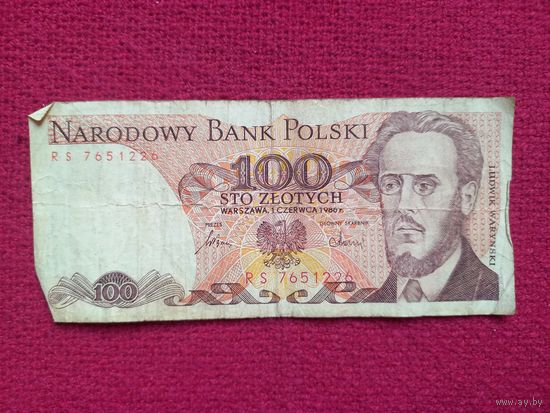 NARODOWY BANK POLSKI
RS 7651226
100
STO ZŁOTYCH
WARSZAWA, 1 CZERWCA 1986 r.
PREZES
GŁÓWNY SKARBNIK
LUDWIK WARYŃSKI
RS 7651226
100
www.ay.by